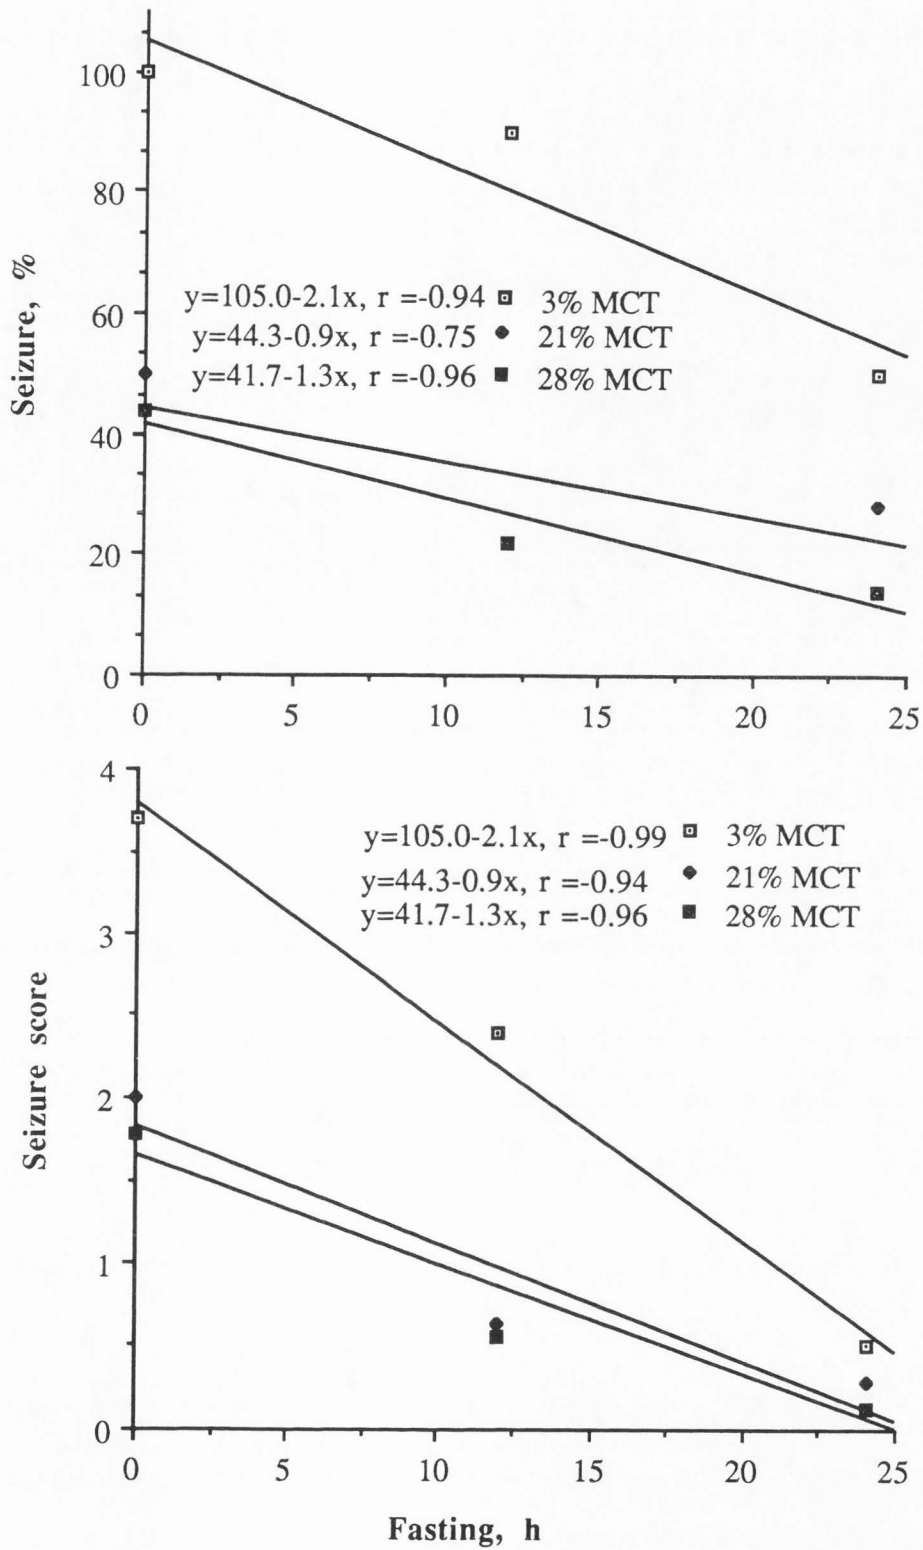 100
80
60
40
20
0
Seizure, %
y=105.0-2.1x, r =-0.94 3% MCT
y=44.3-0.9x, r =-0.75 21% MCT
y=41.7-1.3x, r =-0.96 28% MCT
0 5 10 15 20 25
4
3
2
1
0
Seizure score
y=105.0-2.1x, r =-0.99 3% MCT
y=44.3-0.9x, r =-0.94 21% MCT
y=41.7-1.3x, r =-0.96 28% MCT
0 5 10 15 20 25
Fasting, h